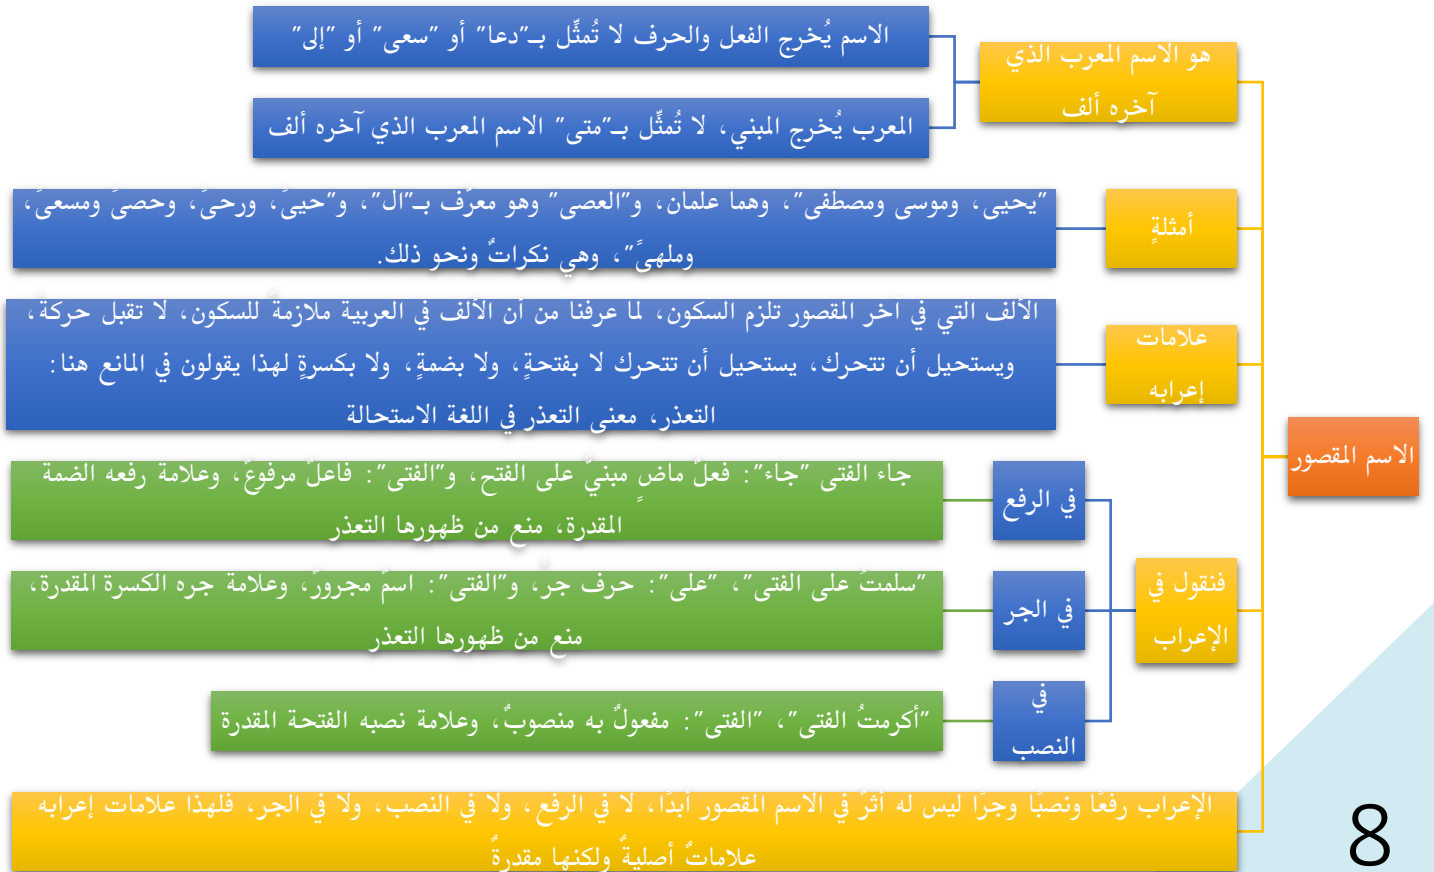 الاسم المقصور
هو الاسم المعرب الذي
آخره ألف
الاسم يُخرج الفعل والحرف لا تُمثِّل بـ"دعا" أو "سعى" أو "إلى"
المعرب يُخرج المبني، لا تُمثِّل بـ"متى" الاسم المعرب الذي آخره ألف
أمثلةٍ
"يحيى، وموسى ومصطفى"، وهما علمان، و"العصى" وهو معرّف بـ"ال"، و"حيىً، ورحىً، وحصىً ومسعىً،
وملهىً"، وهي نكراتٌ ونحو ذلك.
علامات
إعرابه
الألف التي في آخر المقصور تلزم السكون، لما عرفنا من أن الألف في العربية ملازمةٌ للسكون، لا تقبل حركةً،
ويستحيل أن تتحرك، يستحيل أن تتحرك لا بفتحةٍ، ولا بضمةٍ، ولا بكسرةٍ لهذا يقولون في المانع هنا:
التعذر، معنى التعذر في اللغة الاستحالة
فنقول في
الإعراب
في الرفع
جاء الفتى "جاء": فعلٌ ماضٍ مبنيٌّ على الفتح، و"الفتى": فاعلٌ مرفوعٌ، وعلامة رفعه الضمة
المقدرة، منع من ظهورها التعذر
في الجر
"سلمتُ على الفتى"، "على": حرف جرٍّ، و"الفتى": اسمٌ مجرورٌ، وعلامة جره الكسرة المقدرة،
منع من ظهورها التعذر
في
النصب
"أكرمتُ الفتى"، "الفتى": مفعولٌ به منصوبٌ، وعلامة نصبه الفتحة المقدرة
الإعراب رفعًا ونصبًا وجرًا ليس له أثرٌ في الاسم المقصور أبدًا، لا في الرفع، ولا في النصب، ولا في الجر، فلهذا علامات إعرابه
علاماتٌ أصليةٌ ولكنها مقدرةٌ
8